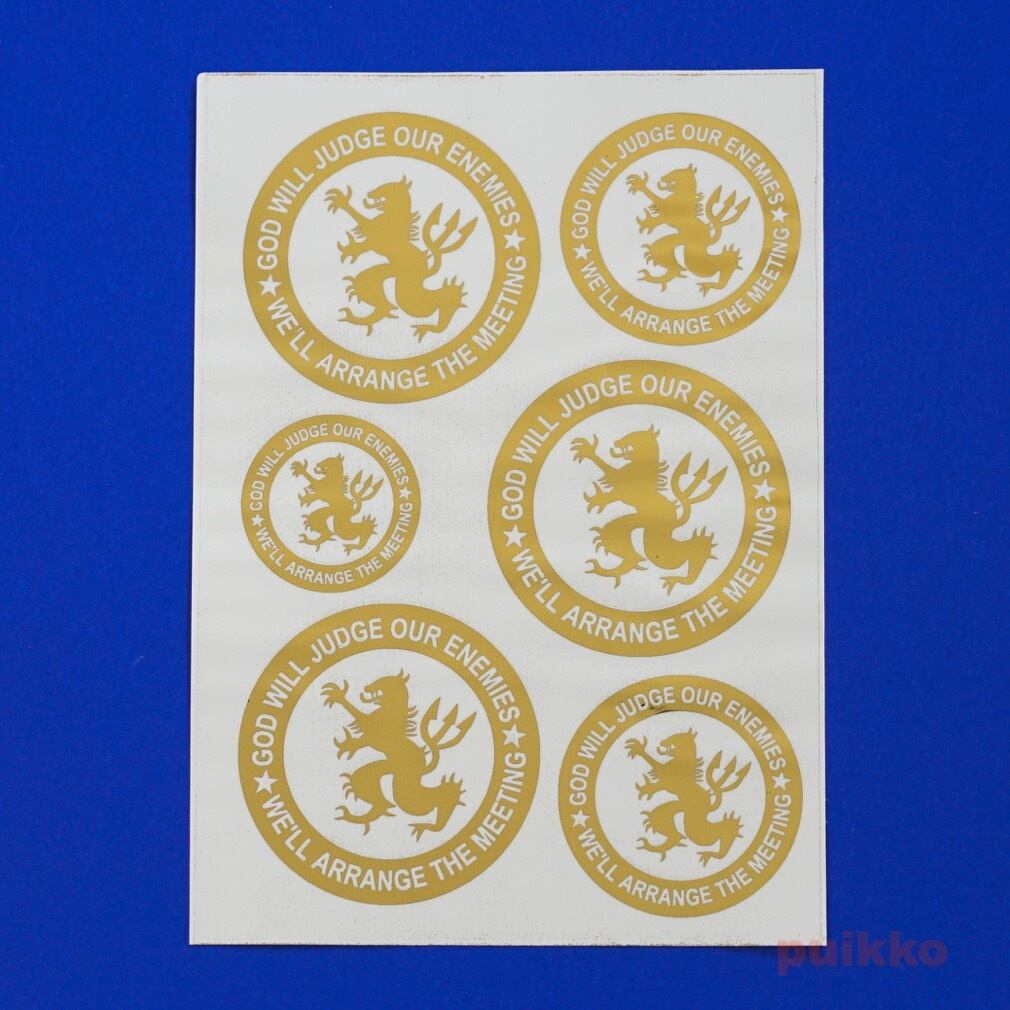 GOD WILL JUDGE OUR ENEMIES
★ WE'LL ARRANGE THE MEETING ★
GOD WILL JUDGE OUR ENEMIES
★ WE'LL ARRANGE THE MEETING ★
GOD WILL JUDGE OUR ENEMIES
★ WE'LL ARRANGE THE MEETING ★
GOD WILL JUDGE OUR ENEMIES
★ WE'LL ARRANGE THE MEETING ★
GOD WILL JUDGE OUR ENEMIES
★ WE'LL ARRANGE THE MEETING ★
GOD WILL JUDGE OUR ENEMIES
★ WE'LL ARRANGE THE MEETING ★
puikko